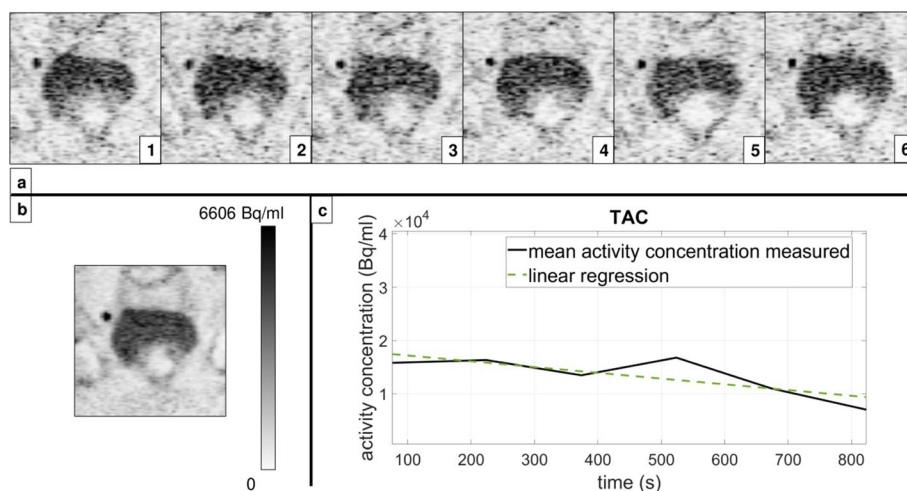 1 2 3 4 5 6
a
b
6606 Bq/ml
0
c
TAC
×10⁴
activity concentration (Bq/ml)
4
3
2
1
mean activity concentration measured
linear regression
100 200 300 400 500 600 700 800
time (s)